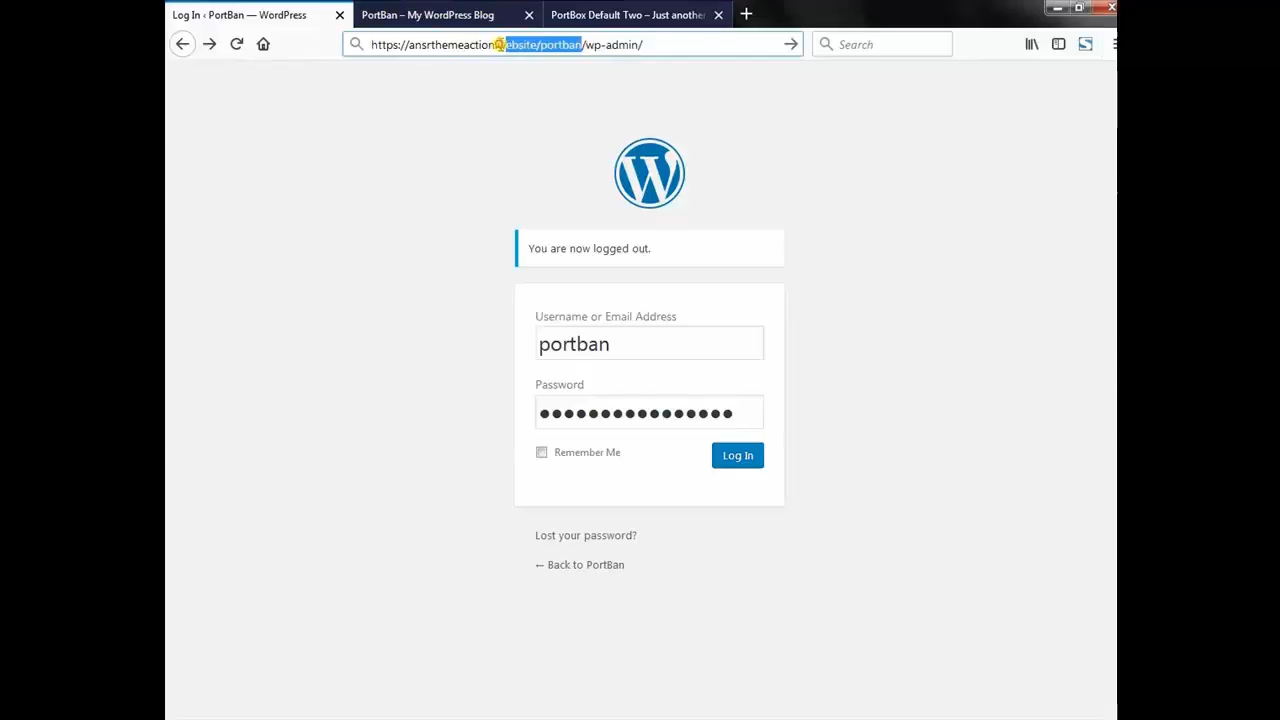 Log In ‹ PortBan — WordPress
PortBan – My WordPress Blog
PortBox Default Two – Just another
https://ansrthemeaction ebsite/portban/wp-admin/
Search
You are now logged out.
Username or Email Address
portban
Password
Remember Me
Log In
Lost your password?
← Back to PortBan